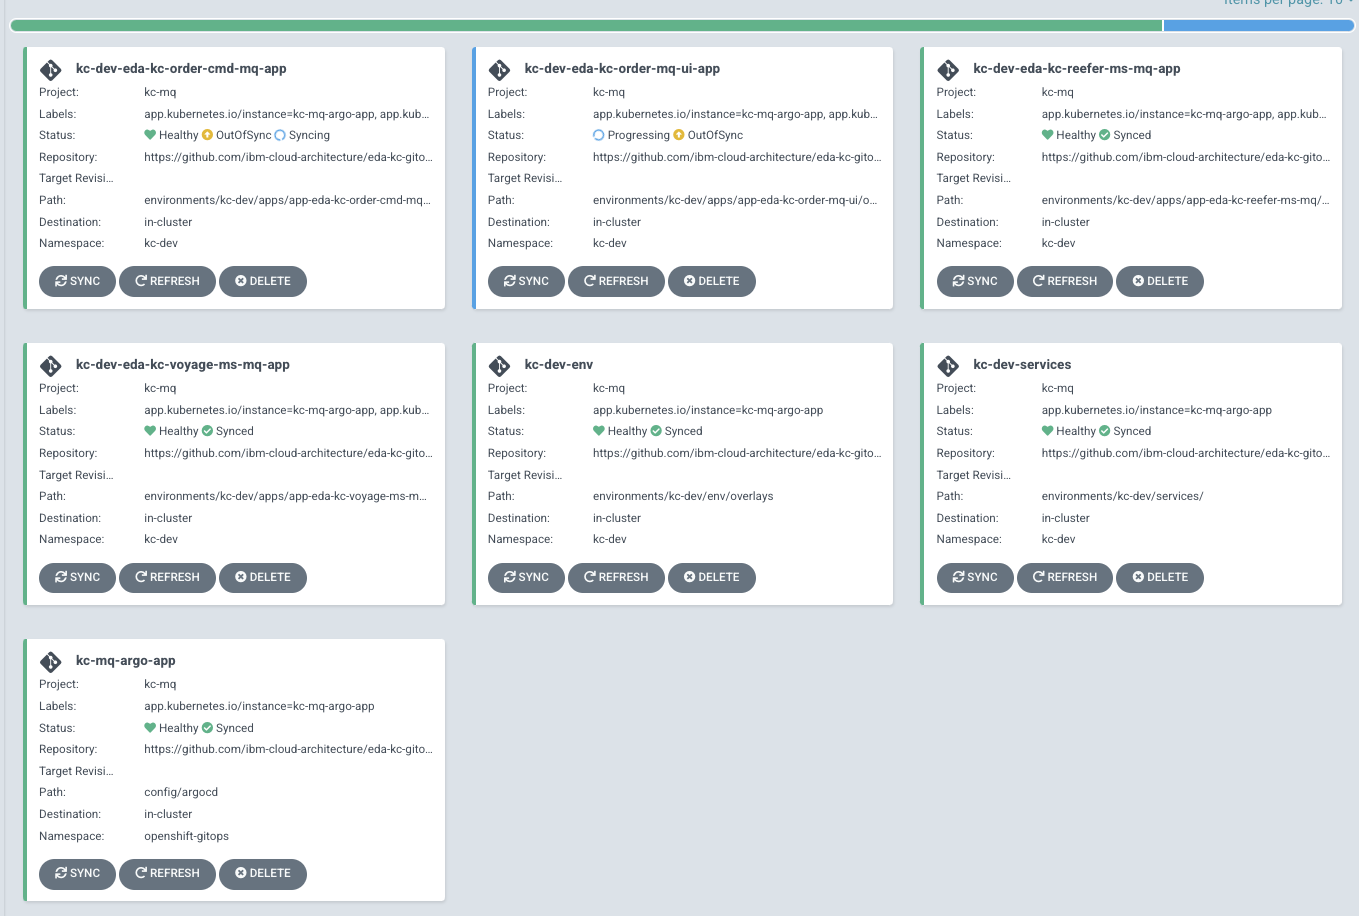 Items per page: 10
kc-dev-eda-kc-order-cmd-mq-app
Project: kc-mq
Labels: app.kubernetes.io/instance=kc-mq-argo-app, app.kub...
Status: Healthy OutOfSync Syncing
Repository: https://github.com/ibm-cloud-architecture/eda-kc-gito...
Target Revisi...
Path: environments/kc-dev/apps/app-eda-kc-order-cmd-mq...
Destination: in-cluster
Namespace: kc-dev
SYNC REFRESH DELETE
kc-dev-eda-kc-order-mq-ui-app
Project: kc-mq
Labels: app.kubernetes.io/instance=kc-mq-argo-app, app.kub...
Status: Progressing OutOfSync
Repository: https://github.com/ibm-cloud-architecture/eda-kc-gito...
Target Revisi...
Path: environments/kc-dev/apps/app-eda-kc-order-mq-ui/o...
Destination: in-cluster
Namespace: kc-dev
SYNC REFRESH DELETE
kc-dev-eda-kc-reefer-ms-mq-app
Project: kc-mq
Labels: app.kubernetes.io/instance=kc-mq-argo-app, app.kub...
Status: Healthy Synced
Repository: https://github.com/ibm-cloud-architecture/eda-kc-gito...
Target Revisi...
Path: environments/kc-dev/apps/app-eda-kc-reefer-ms-mq/...
Destination: in-cluster
Namespace: kc-dev
SYNC REFRESH DELETE
kc-dev-eda-kc-voyage-ms-mq-app
Project: kc-mq
Labels: app.kubernetes.io/instance=kc-mq-argo-app, app.kub...
Status: Healthy Synced
Repository: https://github.com/ibm-cloud-architecture/eda-kc-gito...
Target Revisi...
Path: environments/kc-dev/apps/app-eda-kc-voyage-ms-m...
Destination: in-cluster
Namespace: kc-dev
SYNC REFRESH DELETE
kc-dev-env
Project: kc-mq
Labels: app.kubernetes.io/instance=kc-mq-argo-app
Status: Healthy Synced
Repository: https://github.com/ibm-cloud-architecture/eda-kc-gito...
Target Revisi...
Path: environments/kc-dev/env/overlays
Destination: in-cluster
Namespace: kc-dev
SYNC REFRESH DELETE
kc-dev-services
Project: kc-mq
Labels: app.kubernetes.io/instance=kc-mq-argo-app
Status: Healthy Synced
Repository: https://github.com/ibm-cloud-architecture/eda-kc-gito...
Target Revisi...
Path: environments/kc-dev/services/
Destination: in-cluster
Namespace: kc-dev
SYNC REFRESH DELETE
kc-mq-argo-app
Project: kc-mq
Labels: app.kubernetes.io/instance=kc-mq-argo-app
Status: Healthy Synced
Repository: https://github.com/ibm-cloud-architecture/eda-kc-gito...
Target Revisi...
Path: config/argocd
Destination: in-cluster
Namespace: openshift-gitops
SYNC REFRESH DELETE